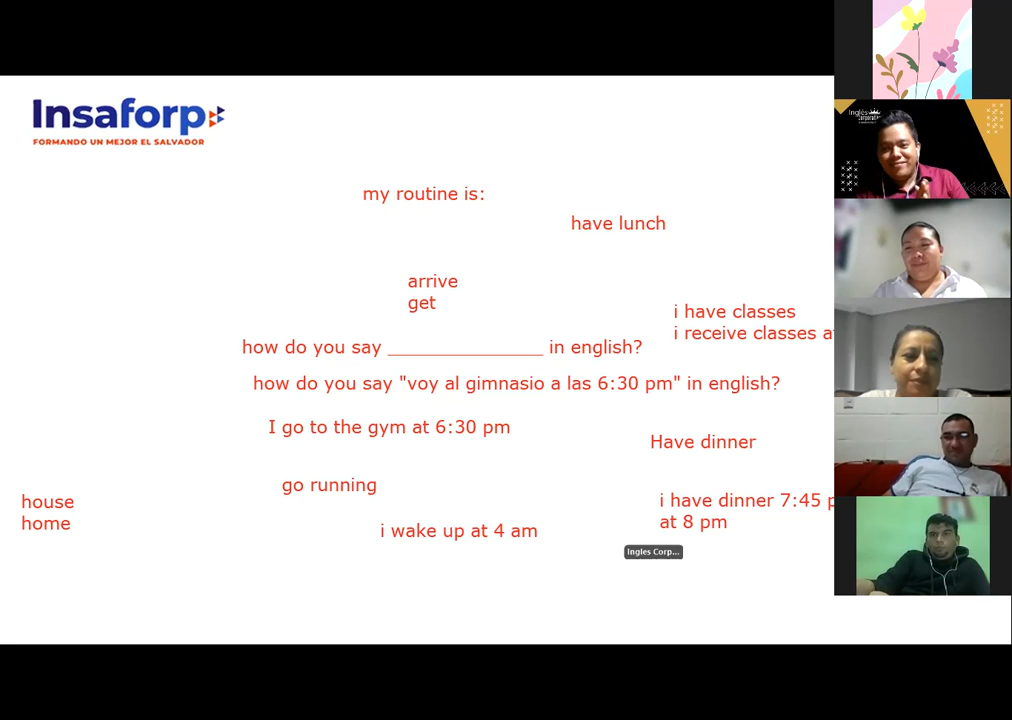 Insaforp
FORMANDO UN MEJOR EL SALVADOR
my routine is:
have lunch
arrive
get
i have classes
i receive classes a
how do you say _______________ in english?
how do you say "voy al gimnasio a las 6:30 pm" in english?
I go to the gym at 6:30 pm
Have dinner
go running
house
home
i have dinner 7:45 p
at 8 pm
i wake up at 4 am
Ingles Corp...
Inglés